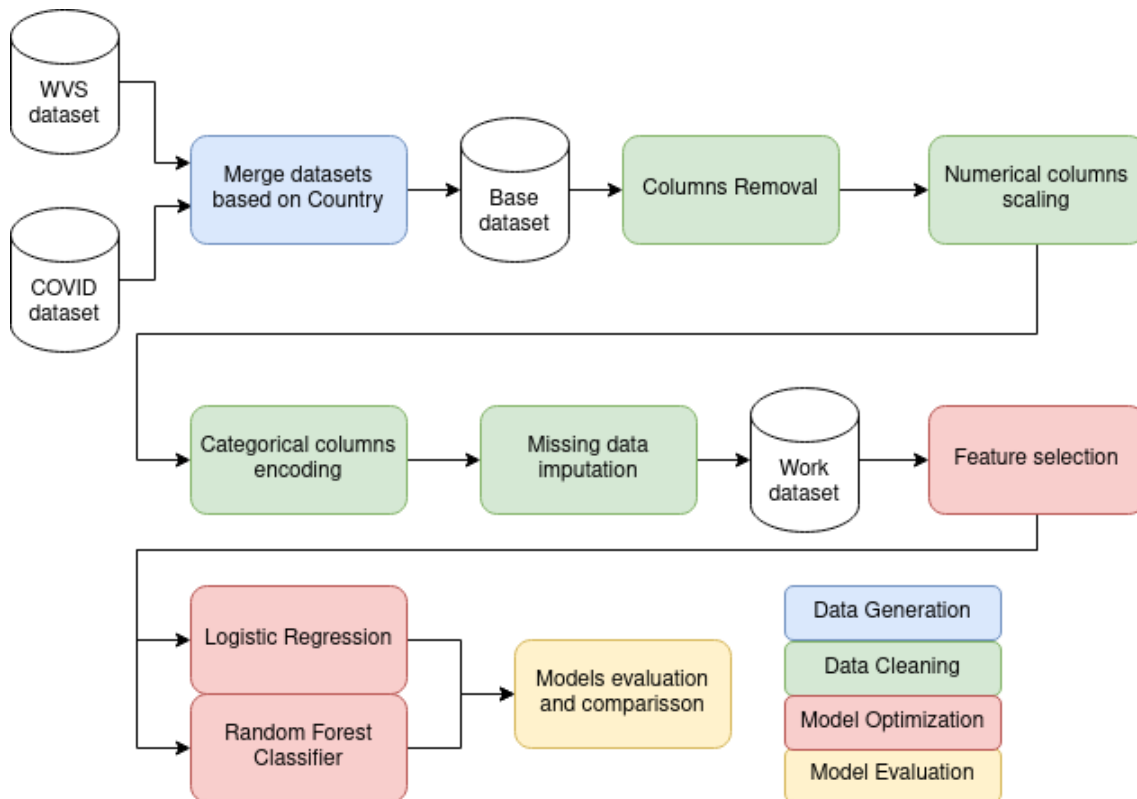 WVS
dataset
COVID
dataset
Merge datasets
based on Country
Base
dataset
Columns Removal
Numerical columns
scaling
Categorical columns
encoding
Missing data
imputation
Work
dataset
Feature selection
Logistic Regression
Random Forest
Classifier
Models evaluation
and comparisson
Data Generation
Data Cleaning
Model Optimization
Model Evaluation